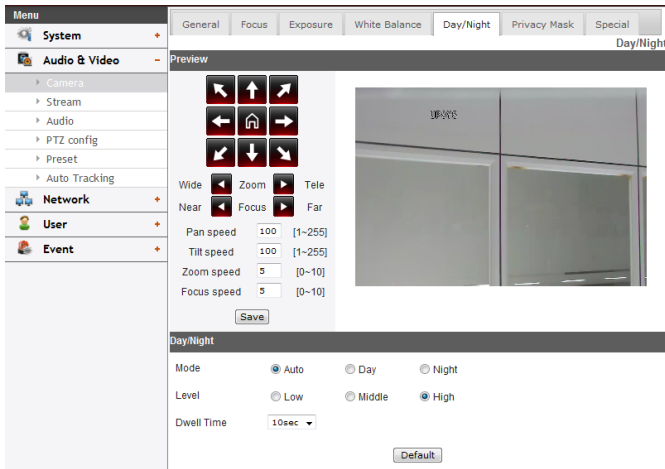 Menu
System +
Audio & Video -
Camera
Stream
Audio
PTZ config
Preset
Auto Tracking
Network +
User +
Event +
General Focus Exposure White Balance Day/Night Privacy Mask Special
Day/Night
Preview
Wide Zoom Tele
Near Focus Far
Pan speed 100 [1~255]
Tilt speed 100 [1~255]
Zoom speed 5 [0~10]
Focus speed 5 [0~10]
Save
Day/Night
Mode Auto Day Night
Level Low Middle High
Dwell Time 10sec
Default